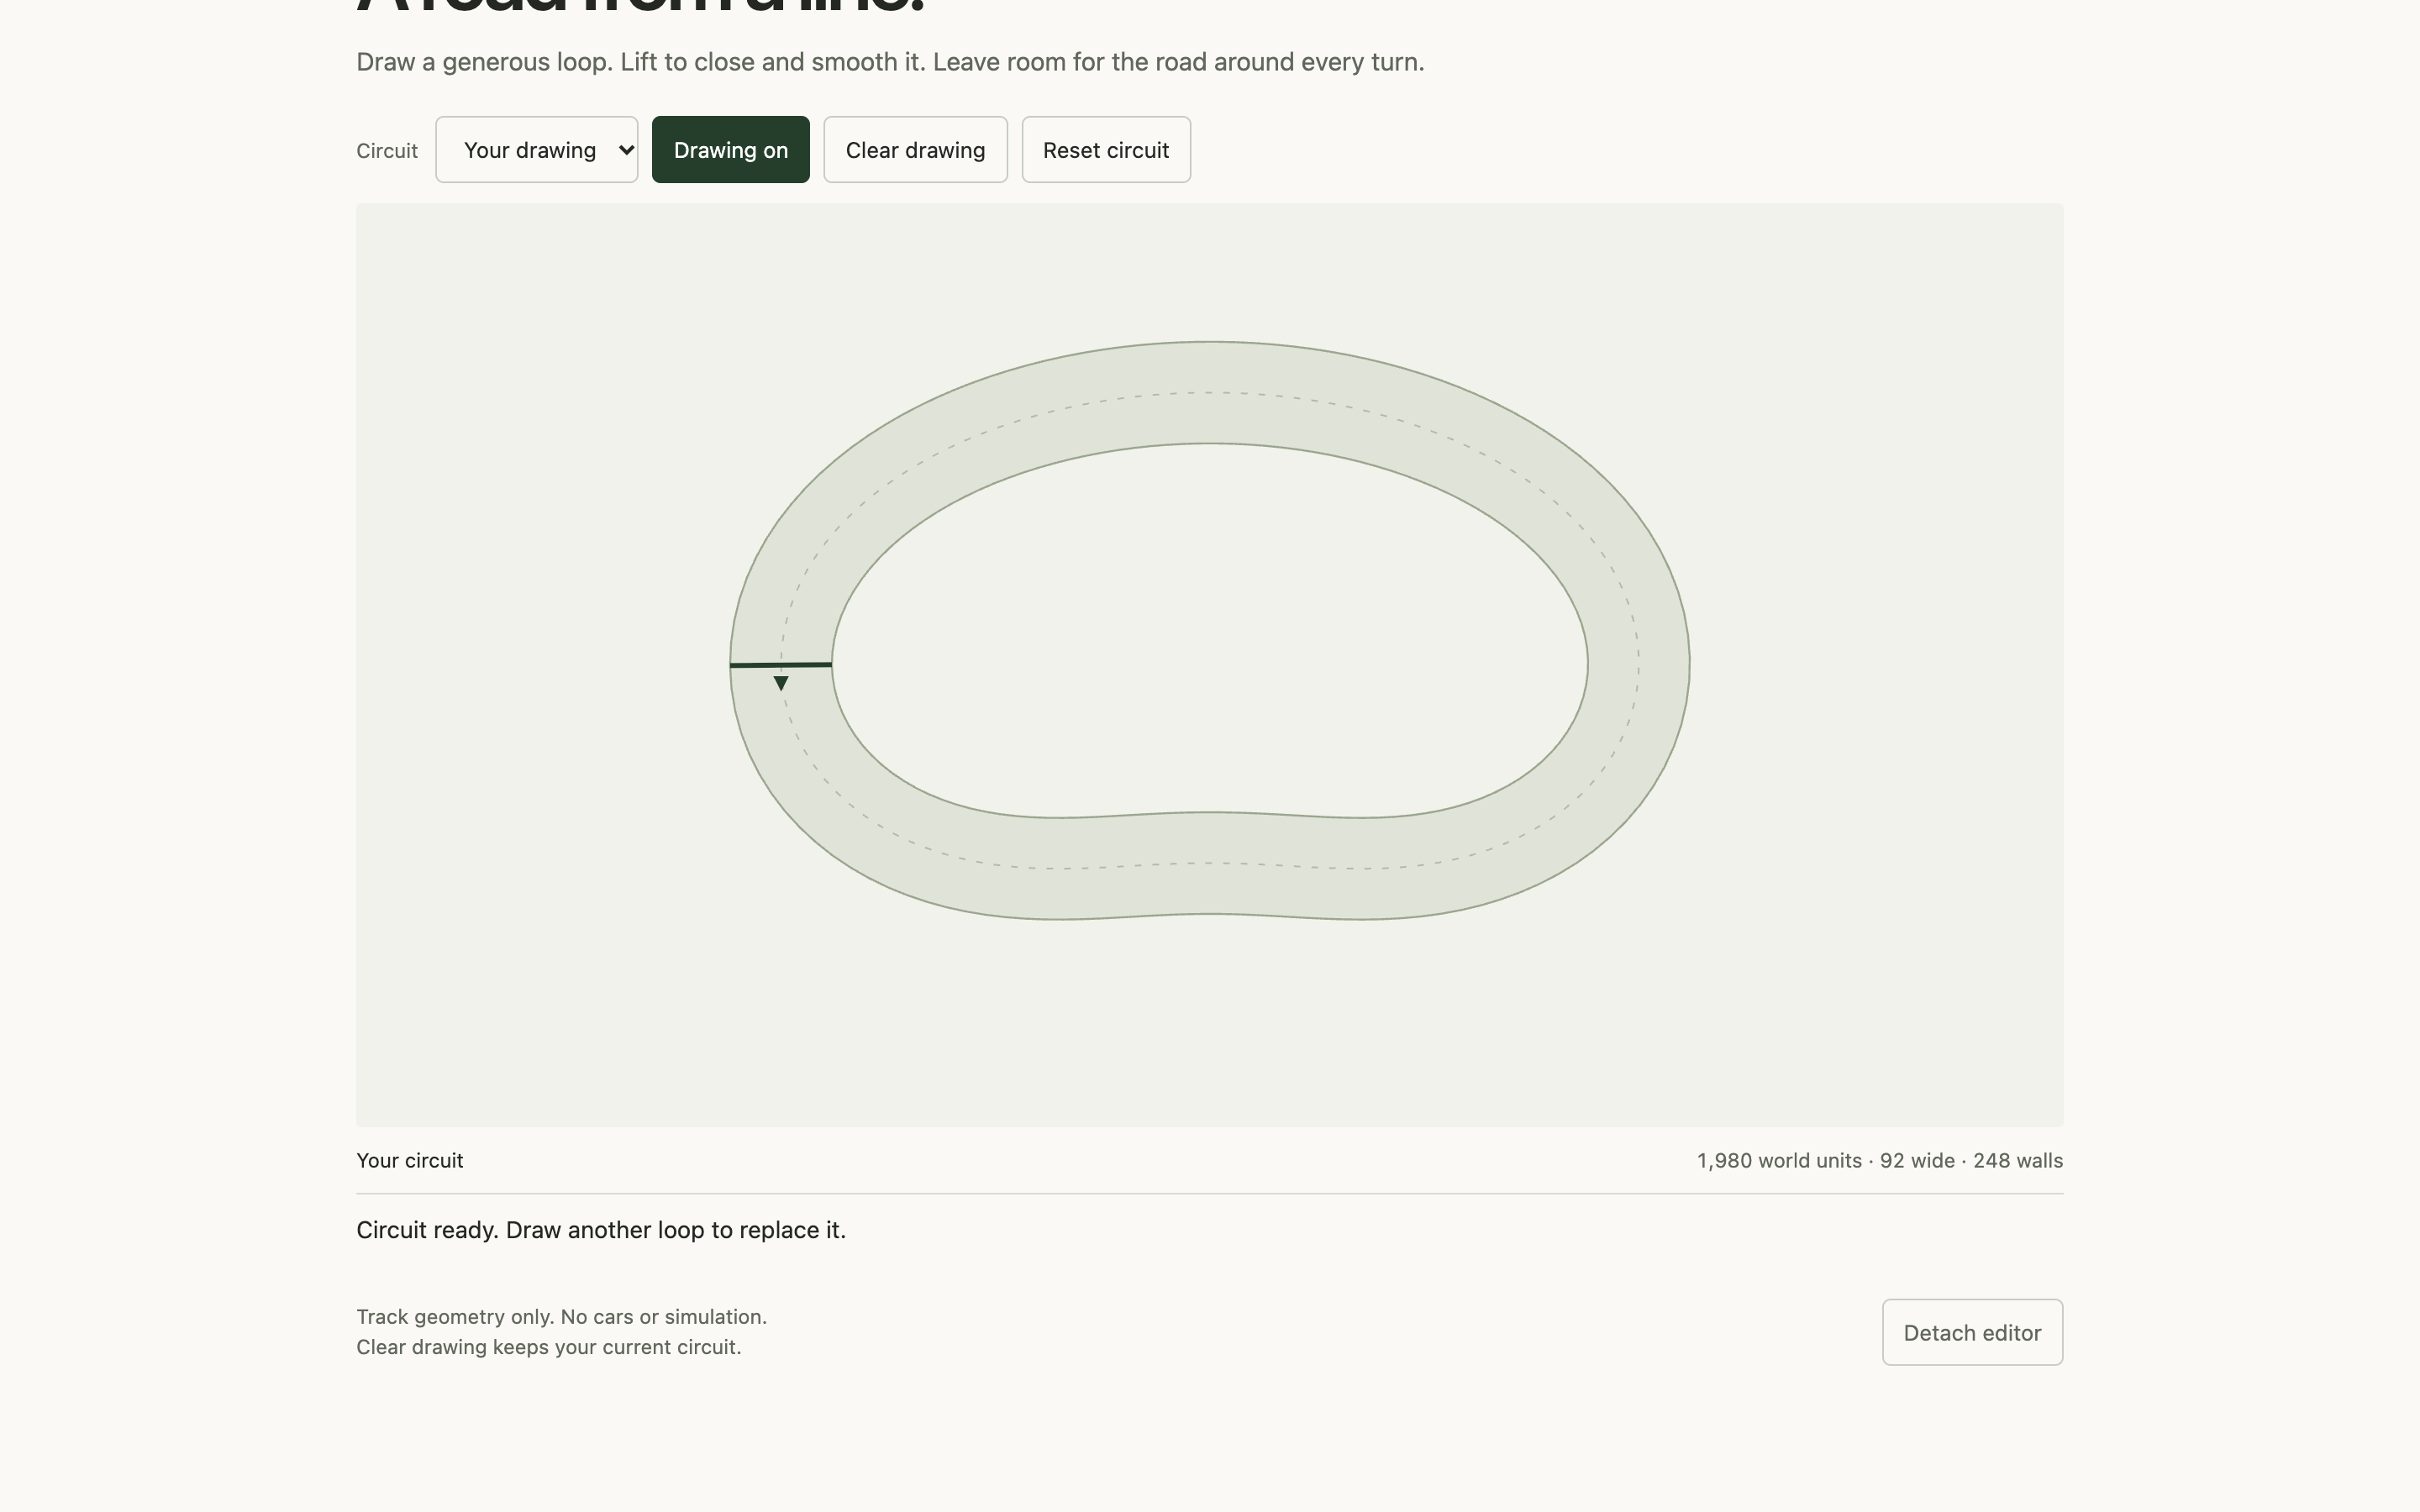 A road from a line.
Draw a generous loop. Lift to close and smooth it. Leave room for the road around every turn.
Circuit
Your drawing
Drawing on
Clear drawing
Reset circuit
Your circuit
1,980 world units · 92 wide · 248 walls
Circuit ready. Draw another loop to replace it.
Track geometry only. No cars or simulation.
Clear drawing keeps your current circuit.
Detach editor